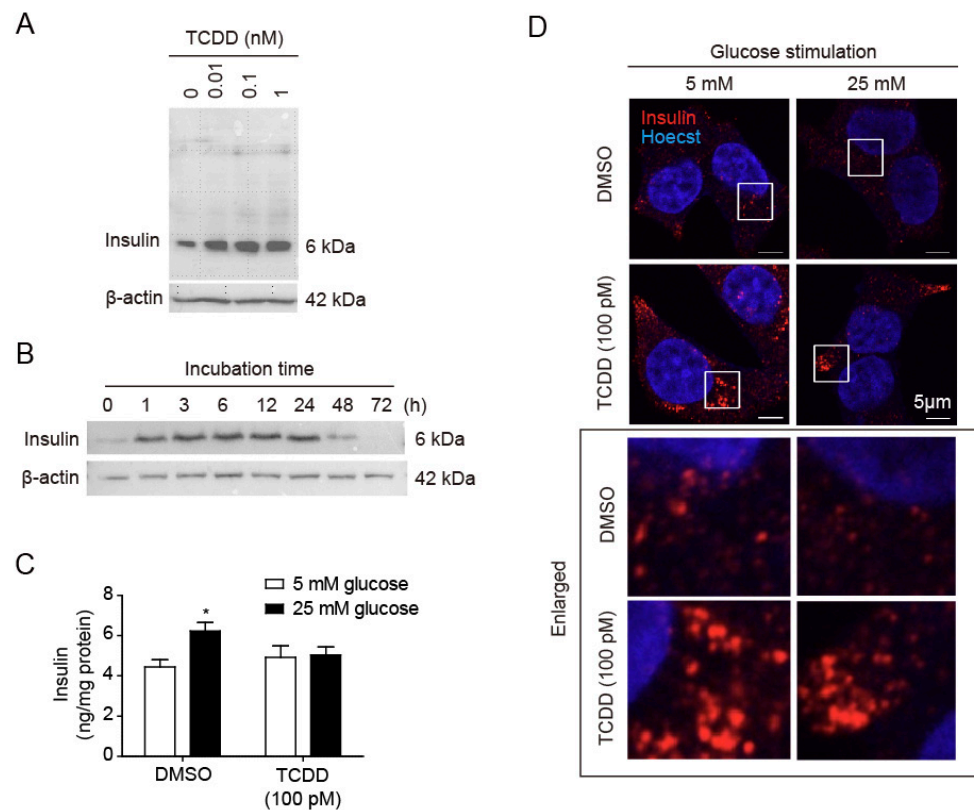 A
TCDD (nM)
0 0.01 0.1 1
Insulin 6 kDa
β-actin 42 kDa
B
Incubation time
0 1 3 6 12 24 48 72 (h)
Insulin 6 kDa
β-actin 42 kDa
C
5 mM glucose
25 mM glucose
*
8
6
4
2
0
Insulin
(ng/mg protein)
DMSO TCDD
(100 pM)
D
Glucose stimulation
5 mM 25 mM
Insulin
Hoecst
DMSO
TCDD (100 pM)
5μm
Enlarged
DMSO
TCDD (100 pM)